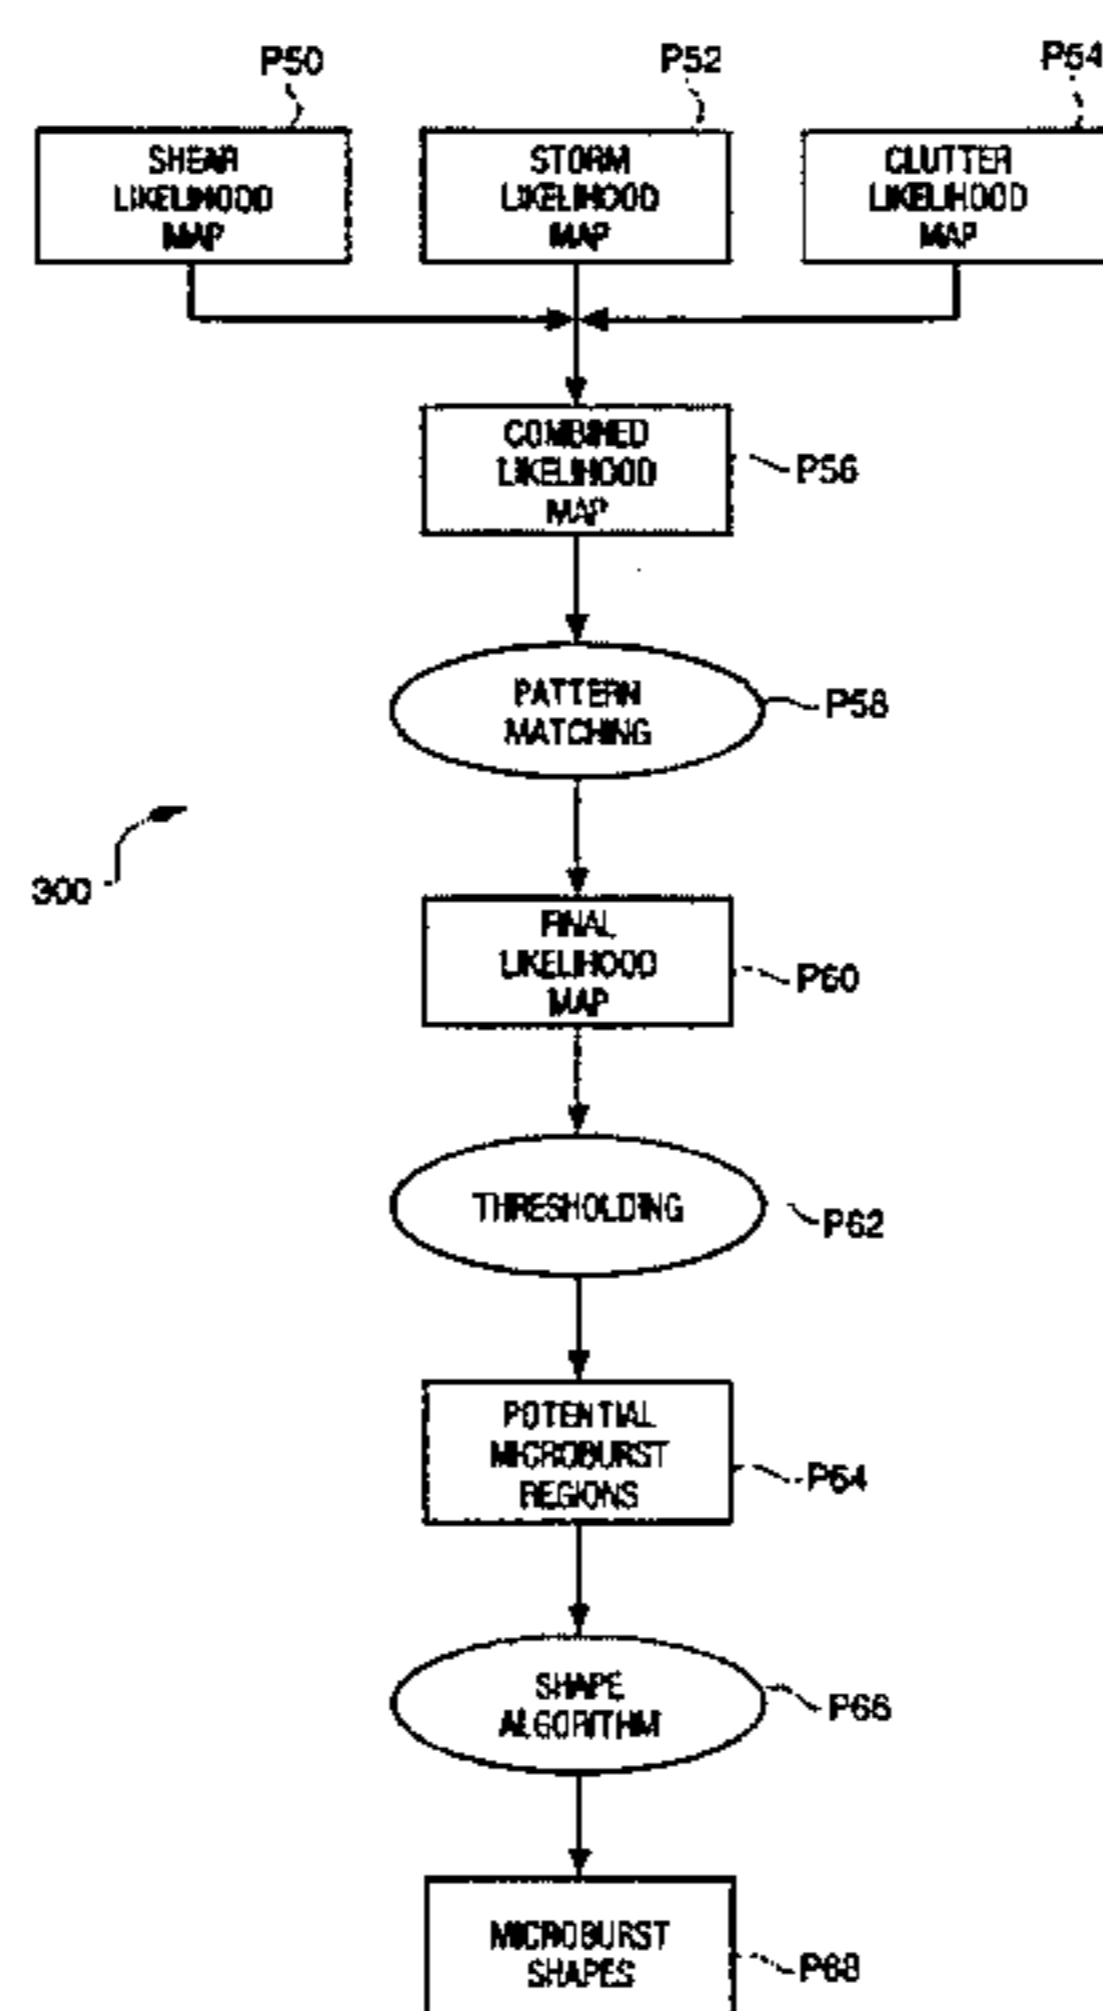 P50
P52
P54
SHEAR
LIKELIHOOD
MAP
STORM
LIKELIHOOD
MAP
CLUTTER
LIKELIHOOD
MAP
COMBINED
LIKELIHOOD
MAP
P56
PATTERN
MATCHING
P58
300
FINAL
LIKELIHOOD
MAP
P60
THRESHOLDING
P62
POTENTIAL
MICROBURST
REGIONS
P64
SHAPE
ALGORITHM
P66
MICROBURST
SHAPES
P68